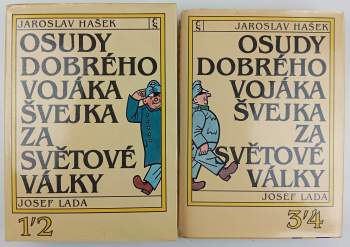 JAROSLAV HAŠEK
OSUDY
DOBRÉHO
VOJÁKA
ŠVEJKA
ZA
SVĚTOVÉ
VÁLKY
JOSEF LADA
1'2
JAROSLAV HAŠEK
OSUDY
DOBRÉHO
VOJÁKA
ŠVEJKA
ZA
SVĚTOVÉ
VÁLKY
JOSEF LADA
3'4